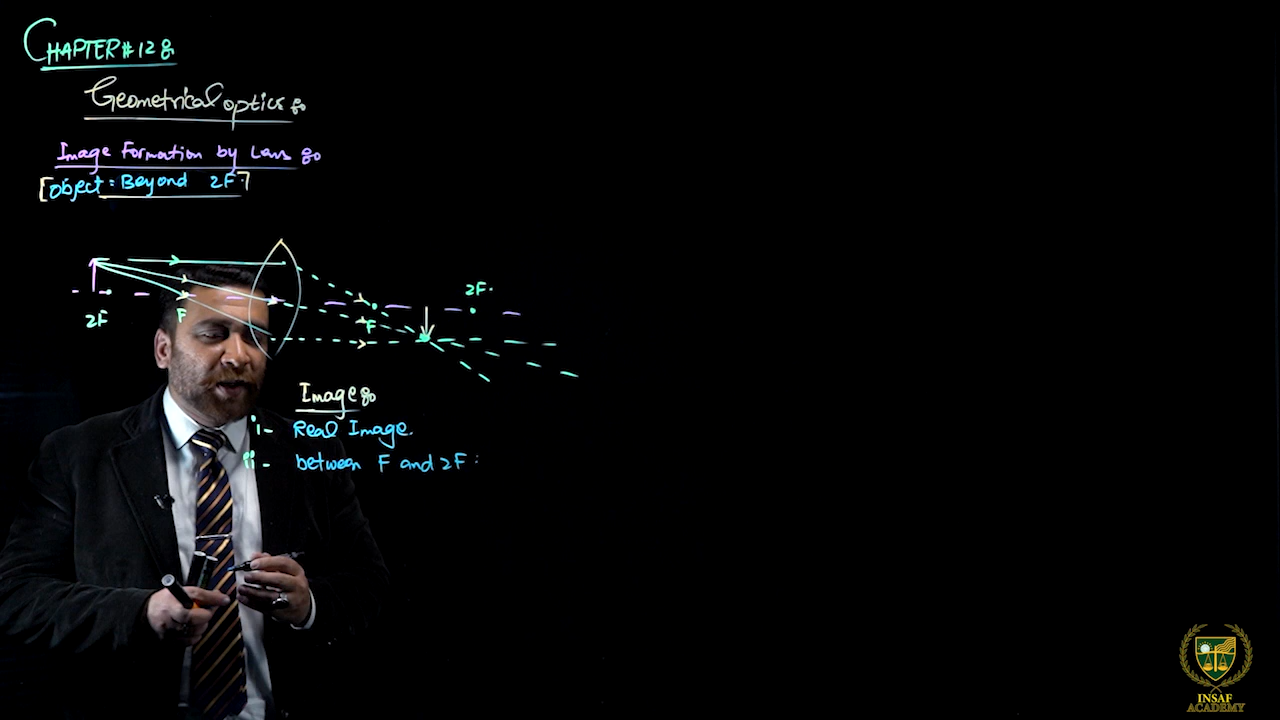 CHAPTER # 12 :
Geometrical optics :
Image Formation by Lens :
[object : Beyond 2F.]
2F.
2F
F
F
Image :
i- Real Image.
ii- between F and 2F :
INSAF
ACADEMY